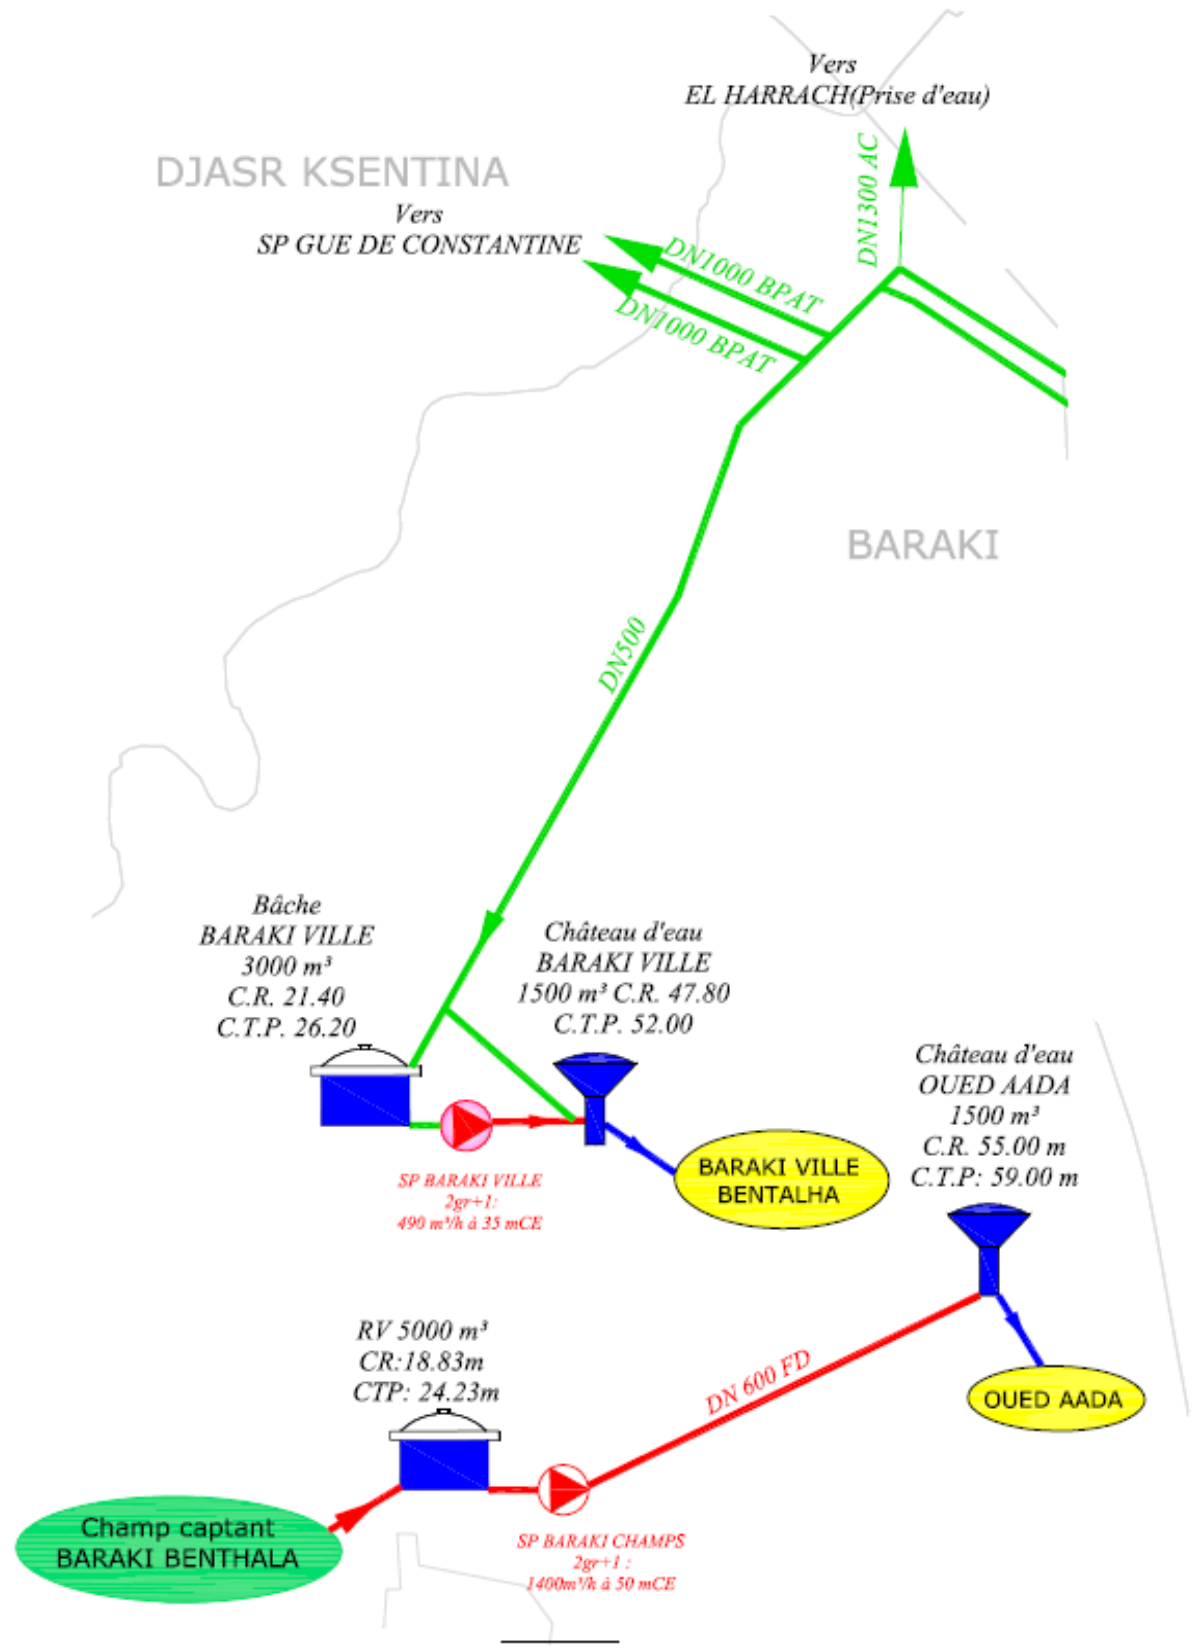 Vers
EL HARRACH(Prise d'eau)
DN1300 AC
DJASR KSENTINA
Vers
SP GUE DE CONSTANTINE
DN1000 BPAT
DN1000 BPAT
BARAKI
DN500
Bâche
BARAKI VILLE
3000 m³
C.R. 21.40
C.T.P. 26.20
Château d'eau
BARAKI VILLE
1500 m³ C.R. 47.80
C.T.P. 52.00
Château d'eau
OUED AADA
1500 m³
C.R. 55.00 m
C.T.P: 59.00 m
BARAKI VILLE
BENTALHA
SP BARAKI VILLE
2gr+1:
490 m³/h à 35 mCE
RV 5000 m³
CR:18.83m
CTP: 24.23m
DN 600 FD
OUED AADA
Champ captant
BARAKI BENTHALA
SP BARAKI CHAMPS
2gr+1 :
1400m³/h à 50 mCE